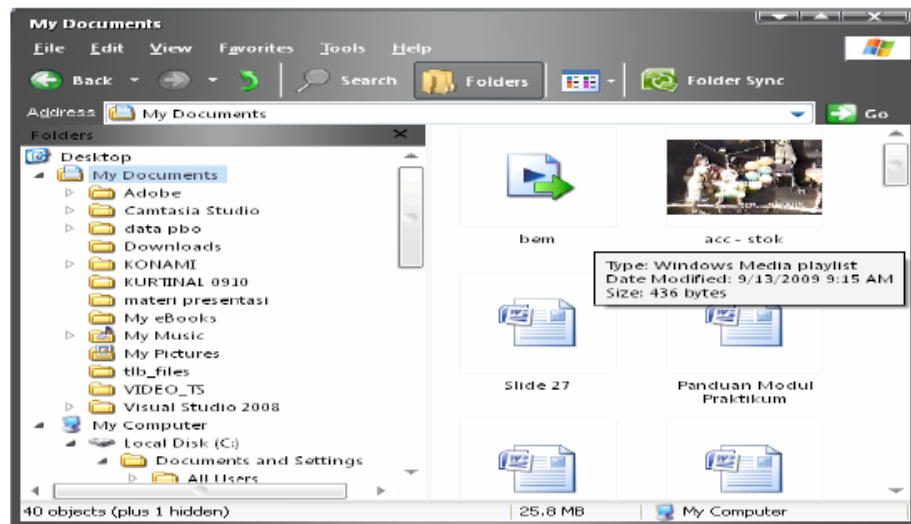 My Documents
File Edit View Favorites Tools Help
Back Search Folders Folder Sync
Address My Documents Go
Folders
Desktop
My Documents
Adobe
Camtasia Studio
data pbo
Downloads
KONAMI
KURTINAL 0910
materi presentasi
My eBooks
My Music
My Pictures
tlb_files
VIDEO_TS
Visual Studio 2008
My Computer
Local Disk (C:)
Documents and Settings
All Users
bem
acc - stok
Type: Windows Media playlist
Date Modified: 9/13/2009 9:15 AM
Size: 436 bytes
Slide 27
Panduan Modul
Praktikum
40 objects (plus 1 hidden) 25.8 MB My Computer